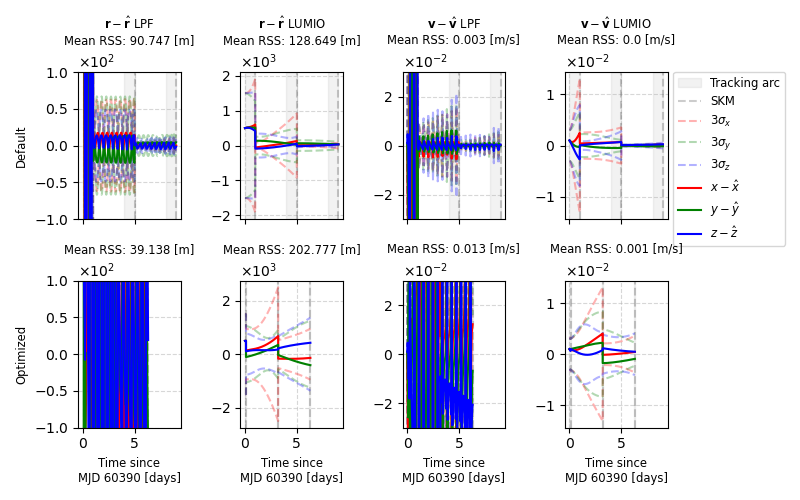 r − r̂ LPF
Mean RSS: 90.747 [m]
r − r̂ LUMIO
Mean RSS: 128.649 [m]
v − v̂ LPF
Mean RSS: 0.003 [m/s]
v − v̂ LUMIO
Mean RSS: 0.0 [m/s]
×10²
×10³
×10⁻²
×10⁻²
Default
1.0
0.5
0.0
−0.5
−1.0
2
1
0
−1
−2
2
0
−2
1
0
−1
Tracking arc
SKM
3σₓ
3σ_y
3σ_z
x − x̂
y − ŷ
z − ẑ
Mean RSS: 39.138 [m]
Mean RSS: 202.777 [m]
Mean RSS: 0.013 [m/s]
Mean RSS: 0.001 [m/s]
×10²
×10³
×10⁻²
×10⁻²
Optimized
1.0
0.5
0.0
−0.5
−1.0
2
0
−2
2
0
−2
1
0
−1
0 5
0 5
0 5
0 5
Time since
MJD 60390 [days]
Time since
MJD 60390 [days]
Time since
MJD 60390 [days]
Time since
MJD 60390 [days]